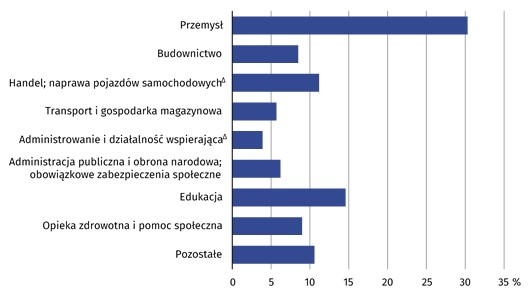 Przemysł
Budownictwo
Handel; naprawa pojazdów samochodowych∆
Transport i gospodarka magazynowa
Administrowanie i działalność wspierająca∆
Administracja publiczna i obrona narodowa;
obowiązkowe zabezpieczenia społeczne
Edukacja
Opieka zdrowotna i pomoc społeczna
Pozostałe
0 5 10 15 20 25 30 35 %